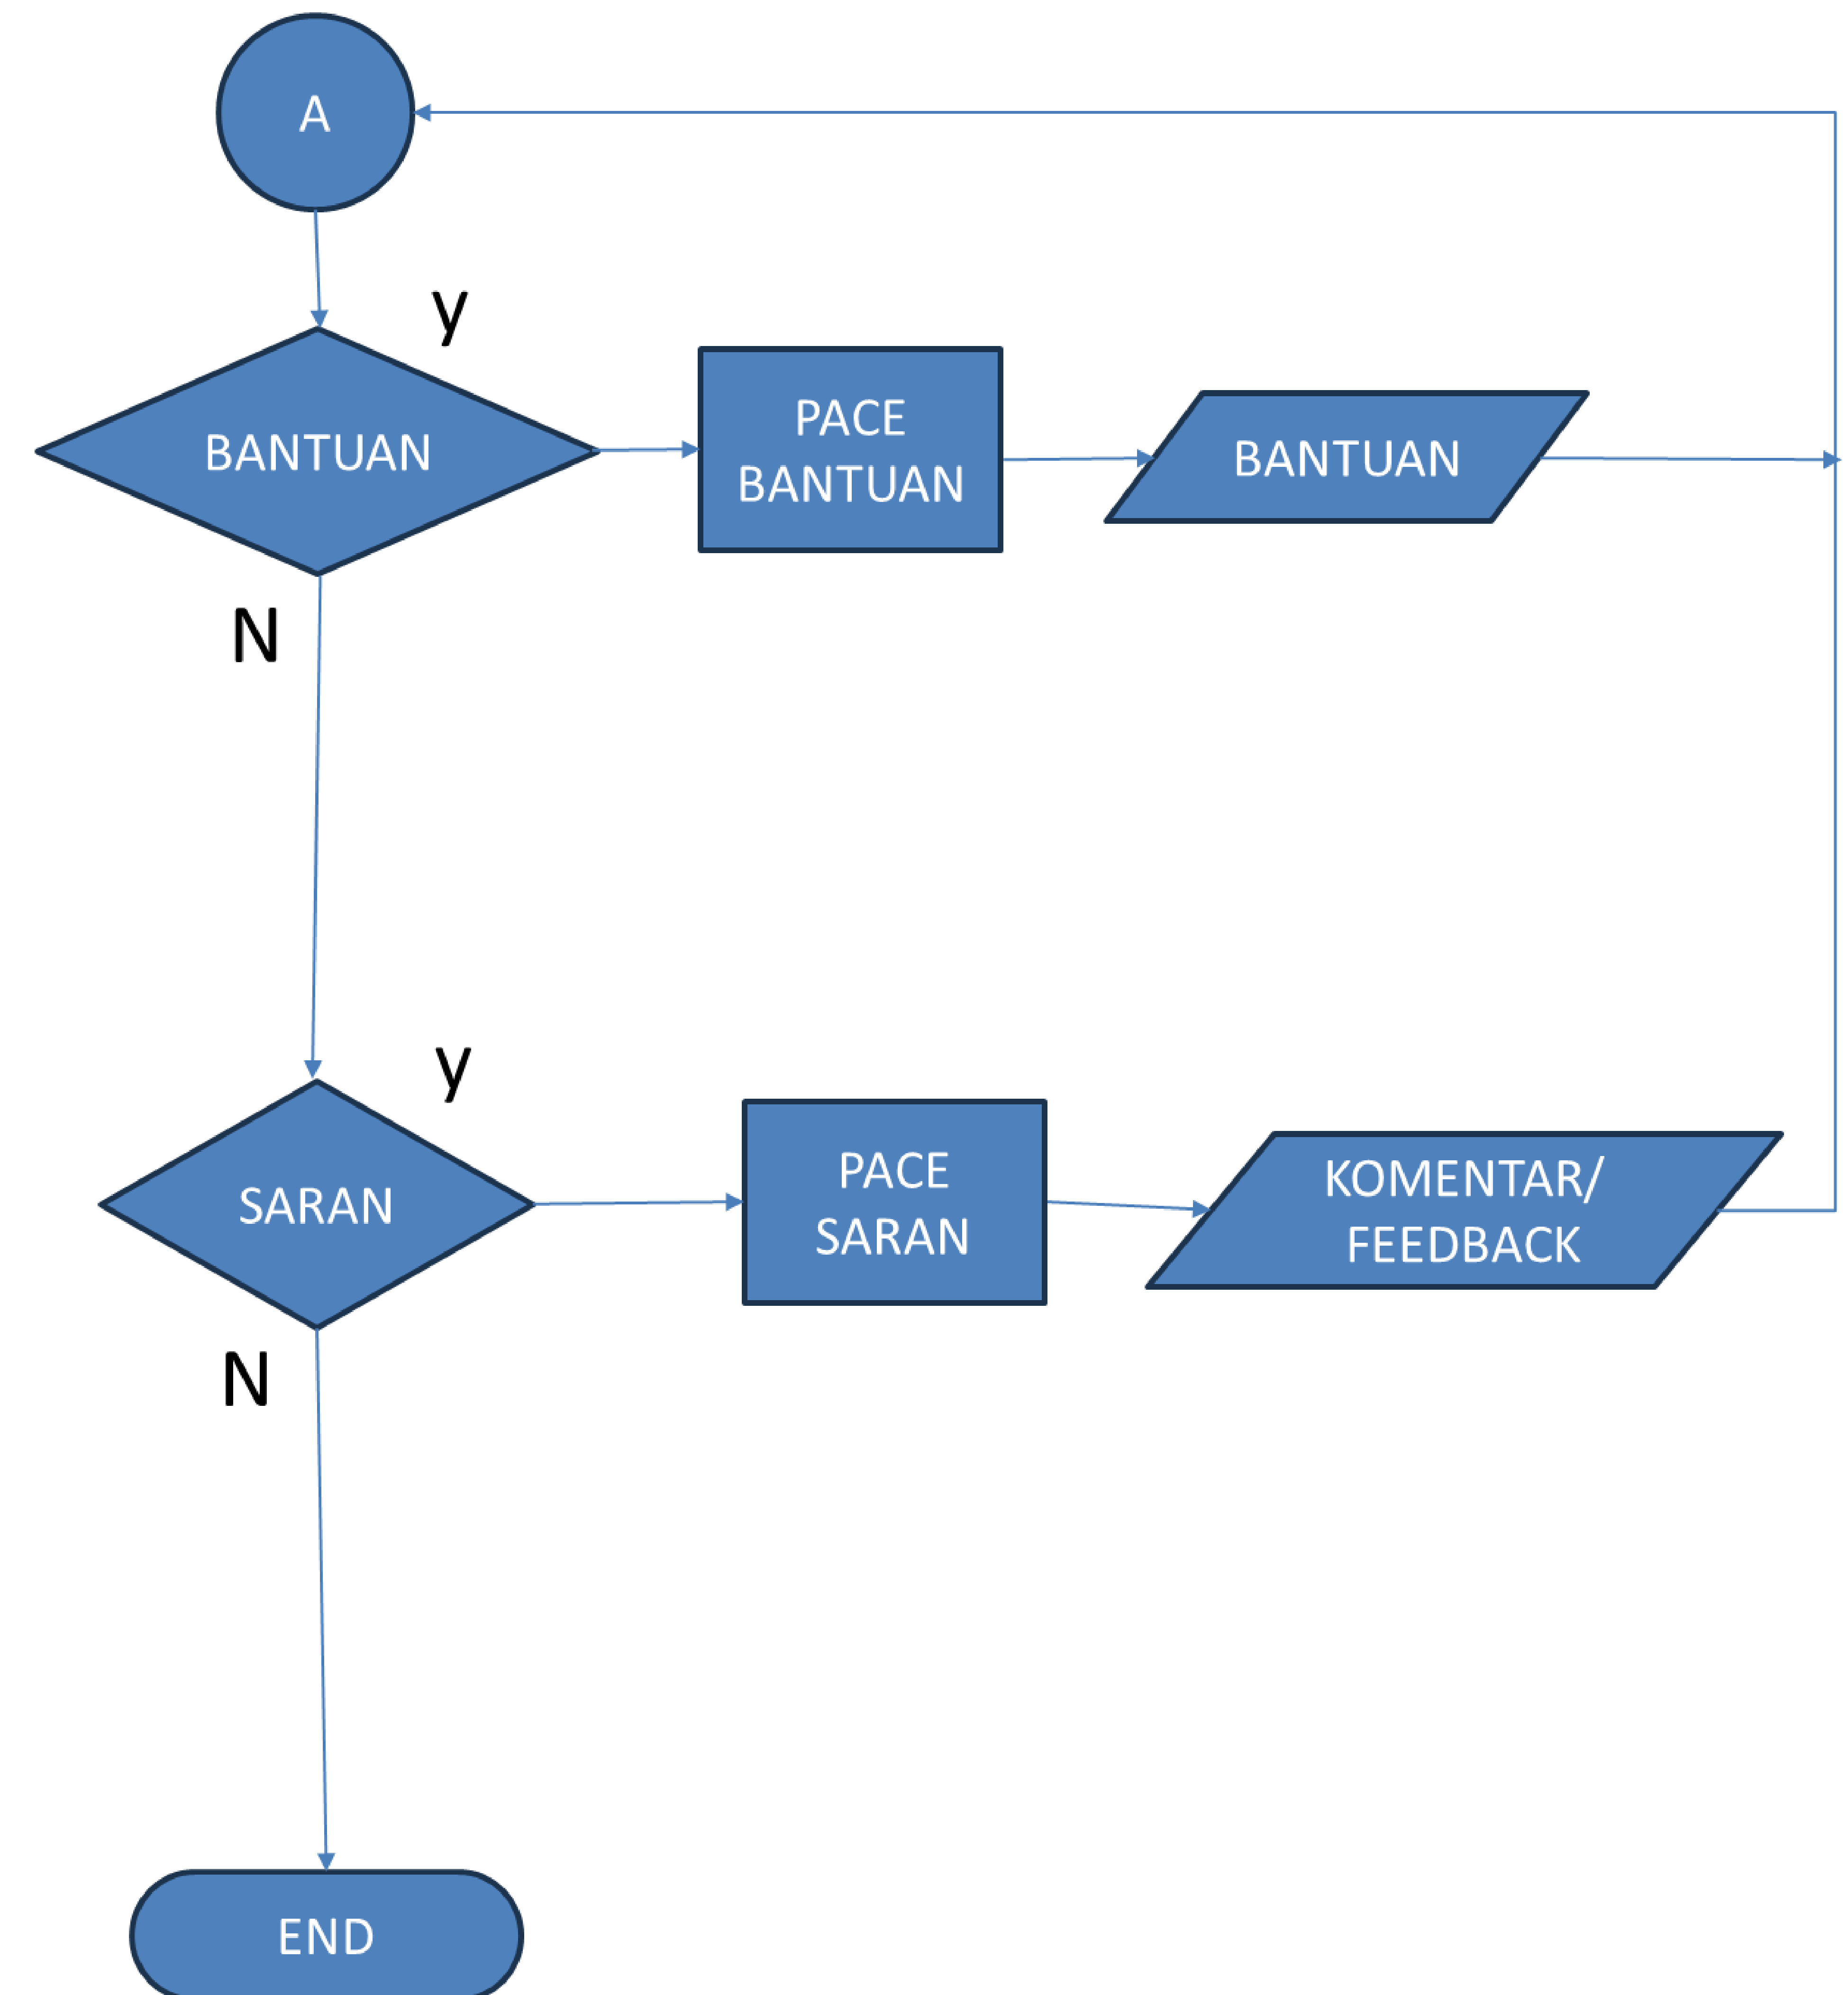 A
y
BANTUAN
PACE
BANTUAN
BANTUAN
N
y
SARAN
PACE
SARAN
KOMENTAR/
FEEDBACK
N
END